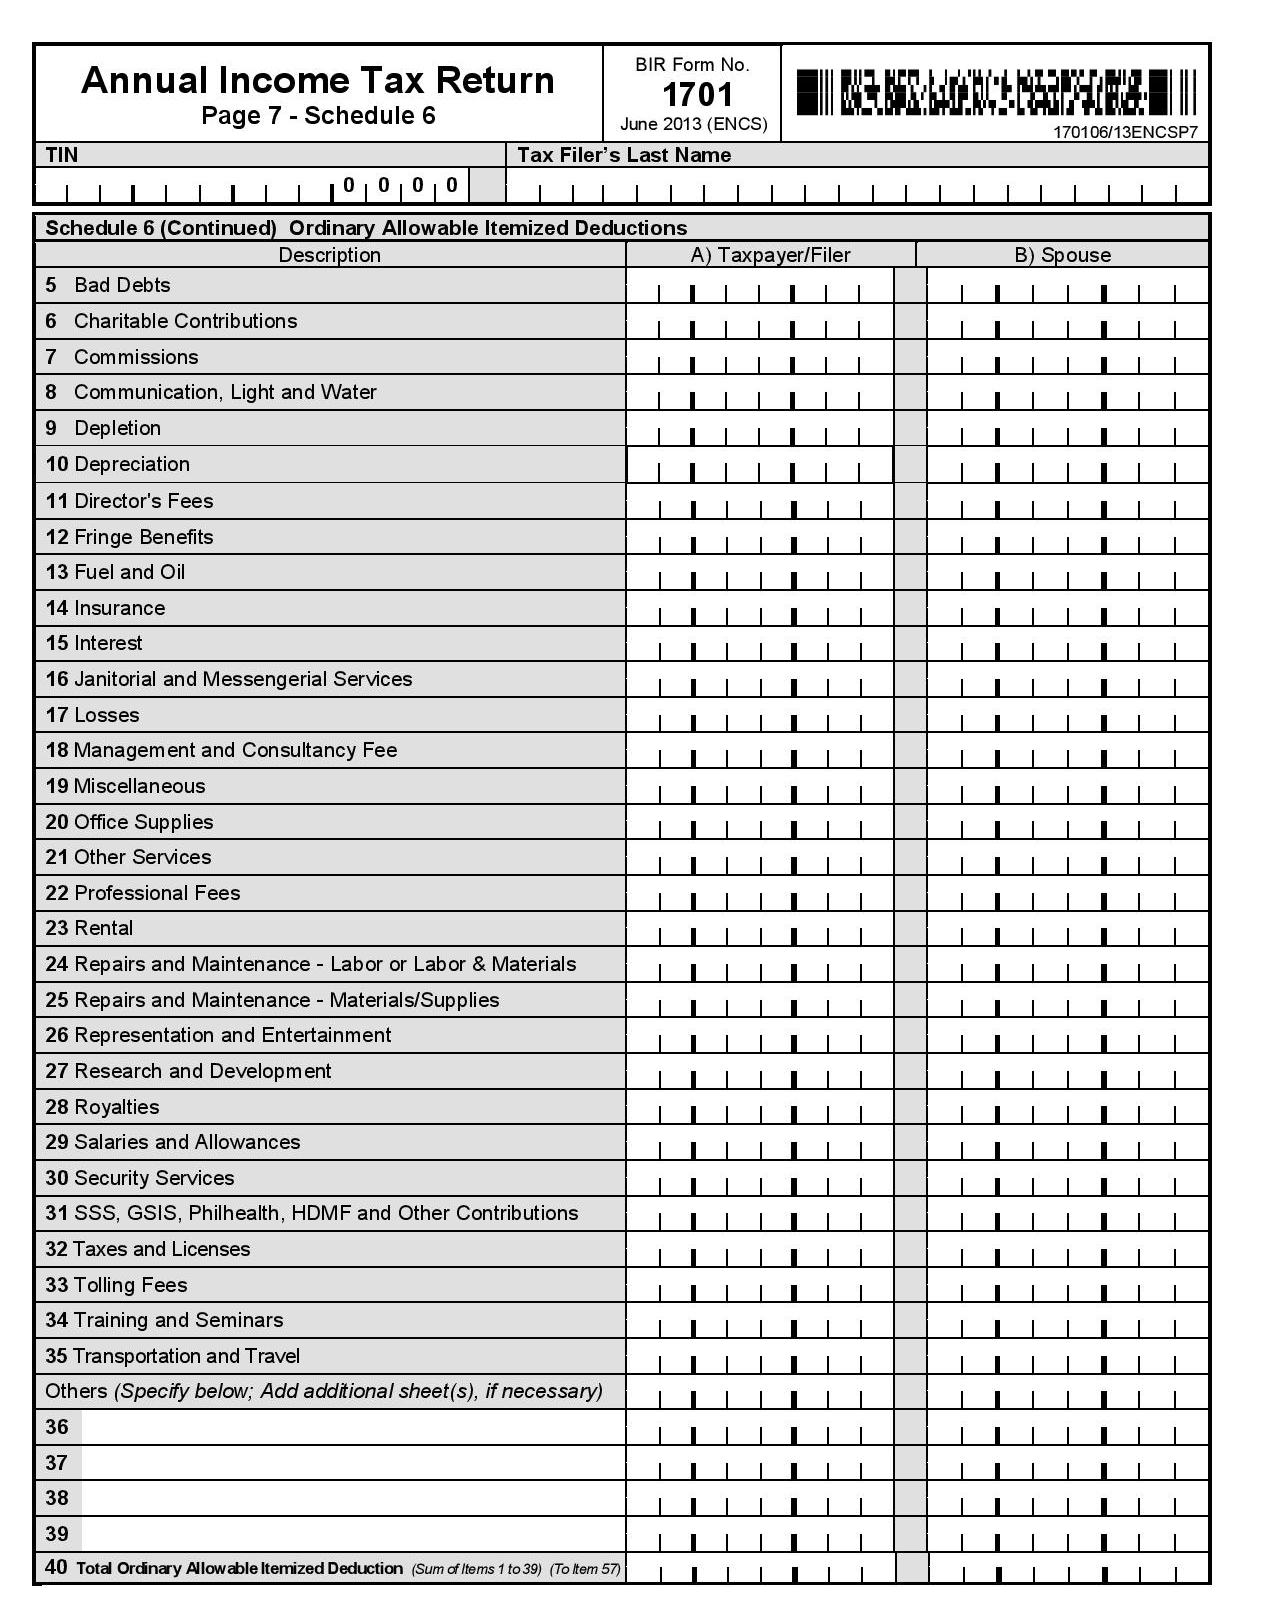 Annual Income Tax Return
Page 7 - Schedule 6
BIR Form No.
1701
June 2013 (ENCS)
170106/13ENCSP7
TIN
Tax Filer’s Last Name
0 0 0 0
Schedule 6 (Continued) Ordinary Allowable Itemized Deductions
Description
A) Taxpayer/Filer
B) Spouse
5 Bad Debts
6 Charitable Contributions
7 Commissions
8 Communication, Light and Water
9 Depletion
10 Depreciation
11 Director's Fees
12 Fringe Benefits
13 Fuel and Oil
14 Insurance
15 Interest
16 Janitorial and Messengerial Services
17 Losses
18 Management and Consultancy Fee
19 Miscellaneous
20 Office Supplies
21 Other Services
22 Professional Fees
23 Rental
24 Repairs and Maintenance - Labor or Labor & Materials
25 Repairs and Maintenance - Materials/Supplies
26 Representation and Entertainment
27 Research and Development
28 Royalties
29 Salaries and Allowances
30 Security Services
31 SSS, GSIS, Philhealth, HDMF and Other Contributions
32 Taxes and Licenses
33 Tolling Fees
34 Training and Seminars
35 Transportation and Travel
Others (Specify below; Add additional sheet(s), if necessary)
36
37
38
39
40 Total Ordinary Allowable Itemized Deduction (Sum of Items 1 to 39) (To Item 57)